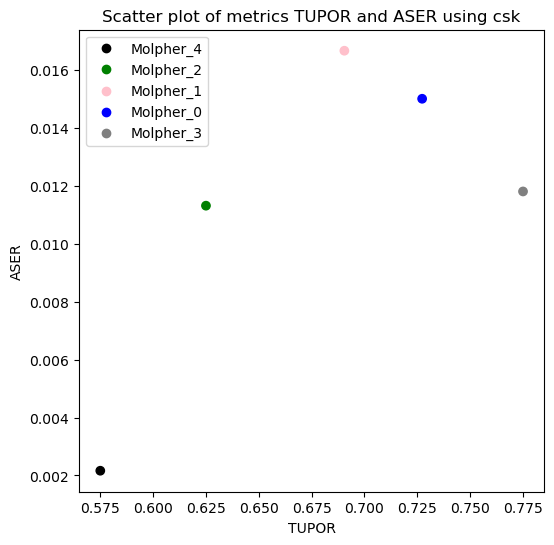 Scatter plot of metrics TUPOR and ASER using csk
Molpher_4
Molpher_2
Molpher_1
Molpher_0
Molpher_3
0.016
0.014
0.012
0.010
0.008
0.006
0.004
0.002
ASER
0.575 0.600 0.625 0.650 0.675 0.700 0.725 0.750 0.775
TUPOR